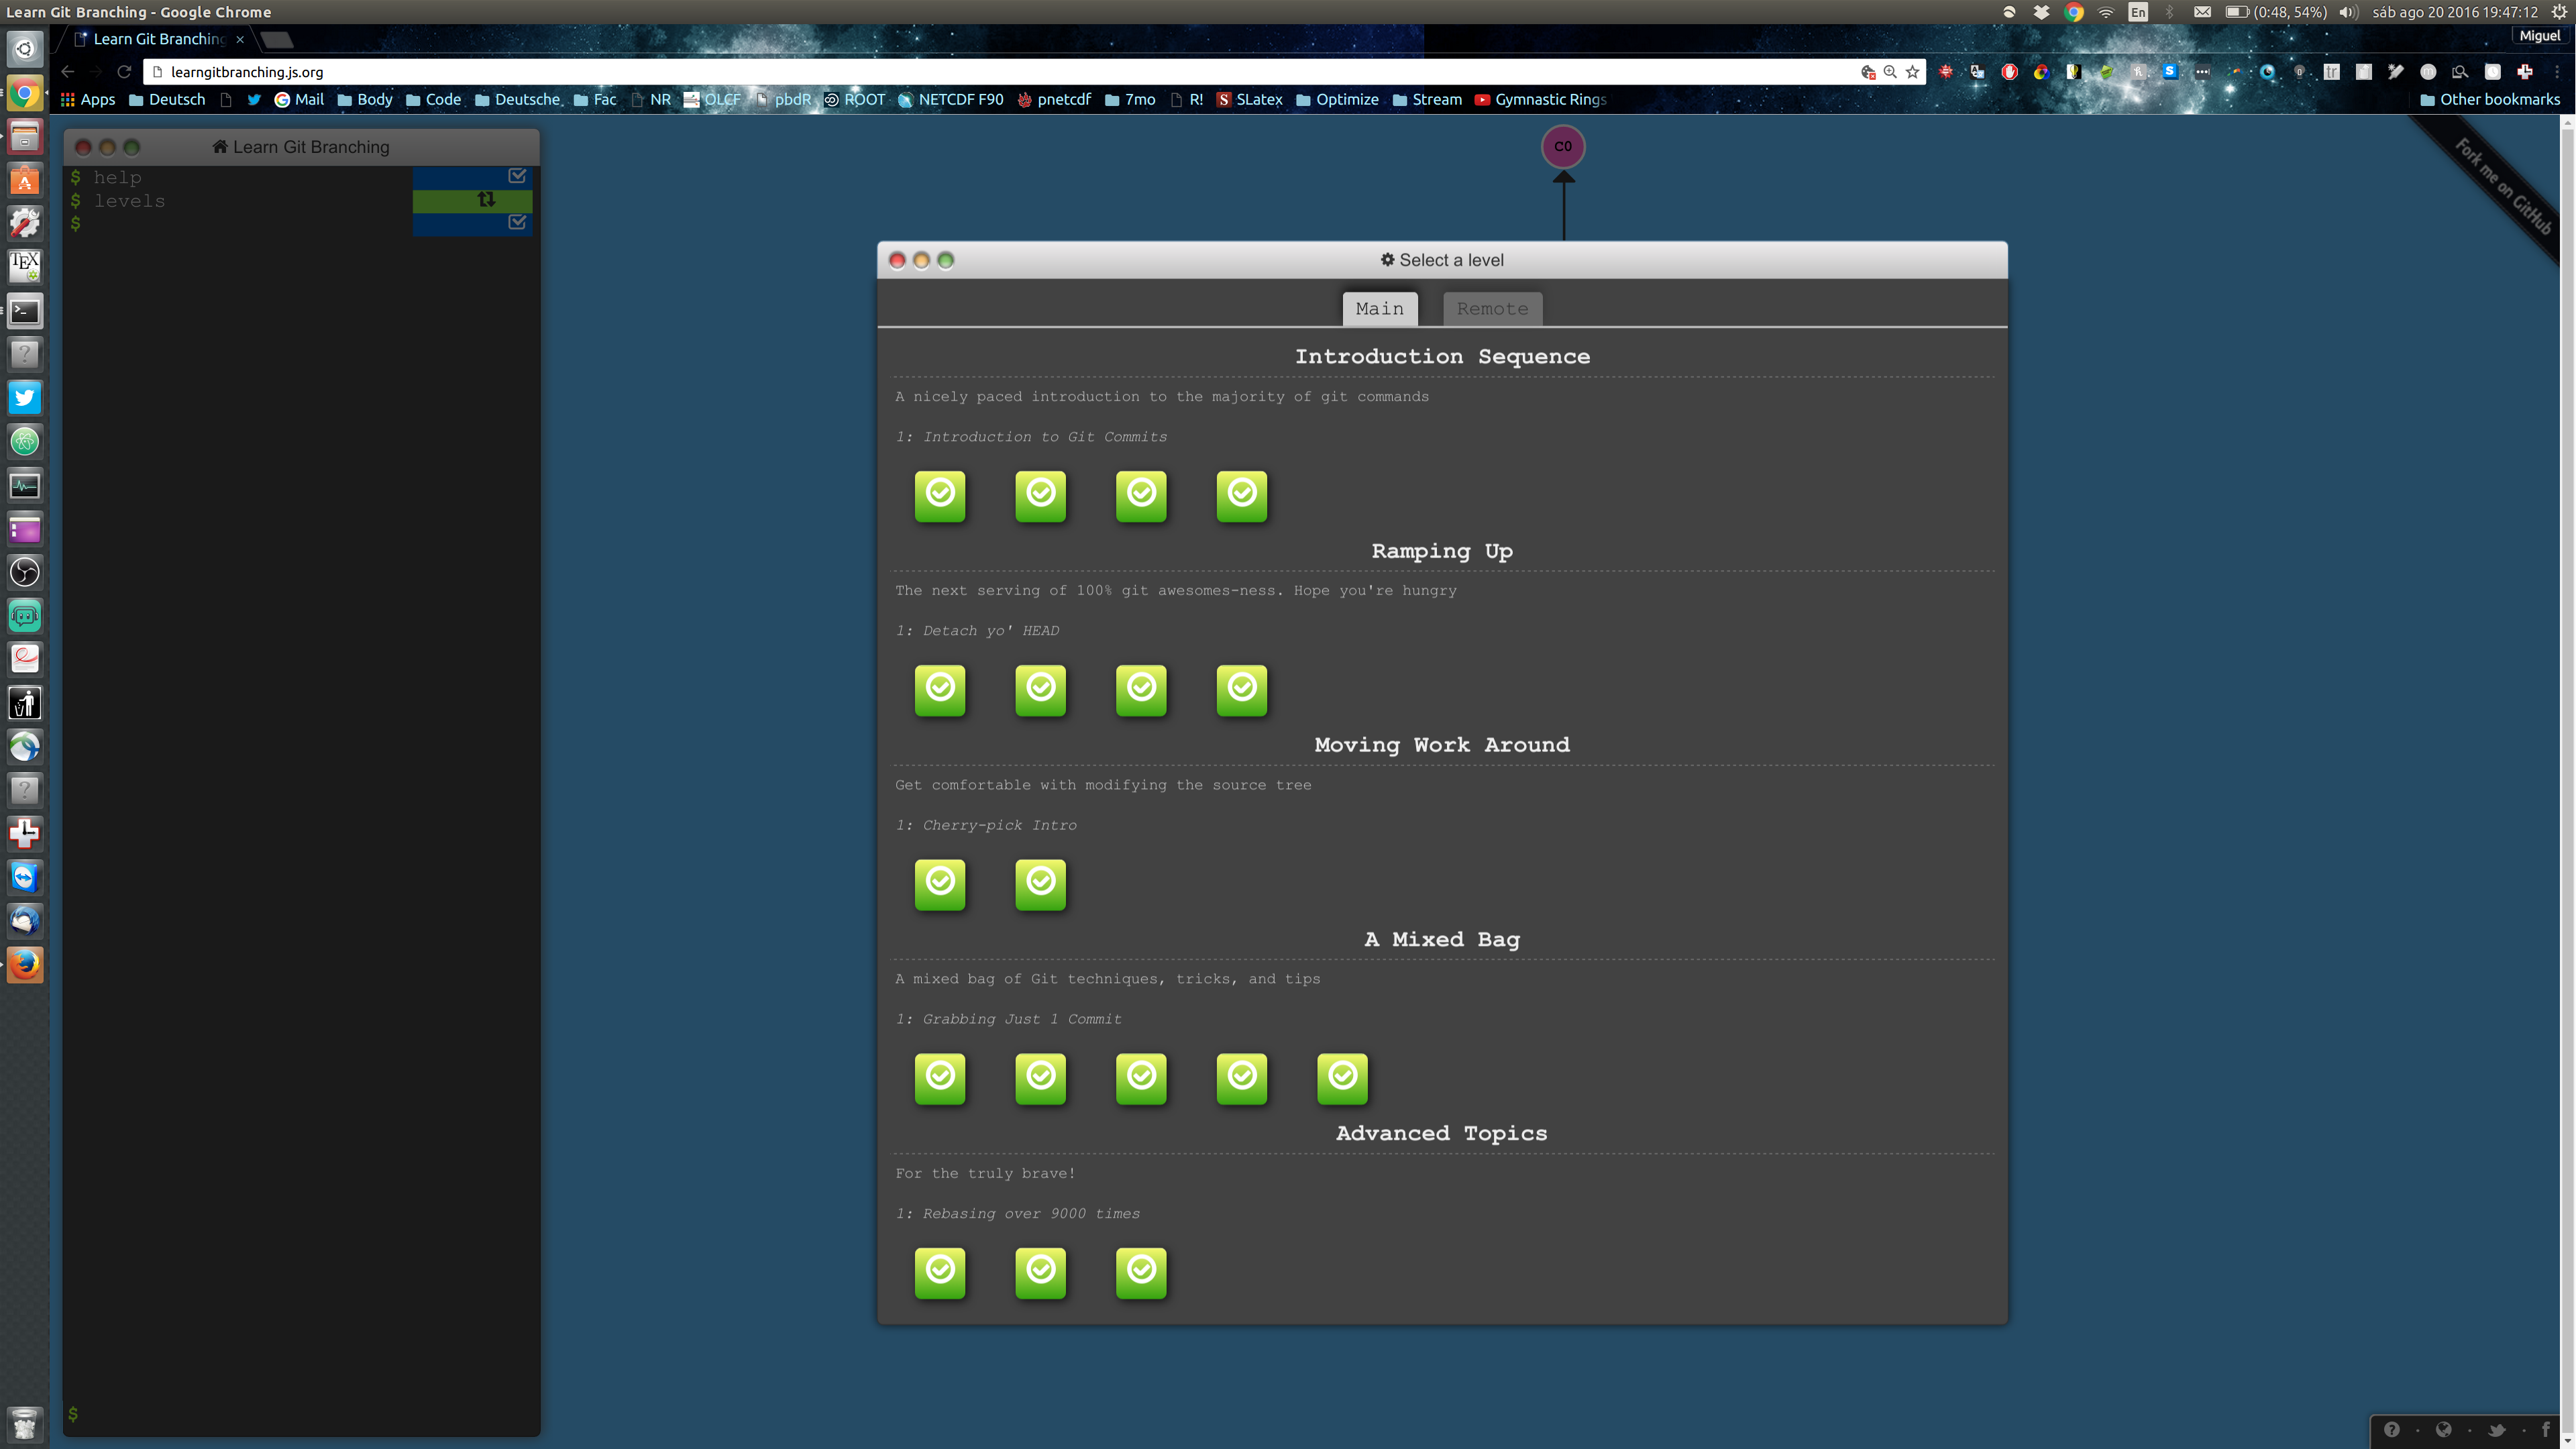 Learn Git Branching - Google Chrome
En
(0:48, 54%)
sáb ago 20 2016 19:47:12
Learn Git Branching
Miguel
learngitbranching.js.org
Apps
Deutsch
Mail
Body
Code
Deutsche
Fac
NR
OLCF
pbdR
ROOT
NETCDF F90
pnetcdf
7mo
R!
SLatex
Optimize
Stream
Gymnastic Rings
Other bookmarks
Learn Git Branching
$ help
$ levels
$
$
C0
Fork me on GitHub
Select a level
Main
Remote
Introduction Sequence
A nicely paced introduction to the majority of git commands
1: Introduction to Git Commits
Ramping Up
The next serving of 100% git awesomes-ness. Hope you're hungry
1: Detach yo' HEAD
Moving Work Around
Get comfortable with modifying the source tree
1: Cherry-pick Intro
A Mixed Bag
A mixed bag of Git techniques, tricks, and tips
1: Grabbing Just 1 Commit
Advanced Topics
For the truly brave!
1: Rebasing over 9000 times